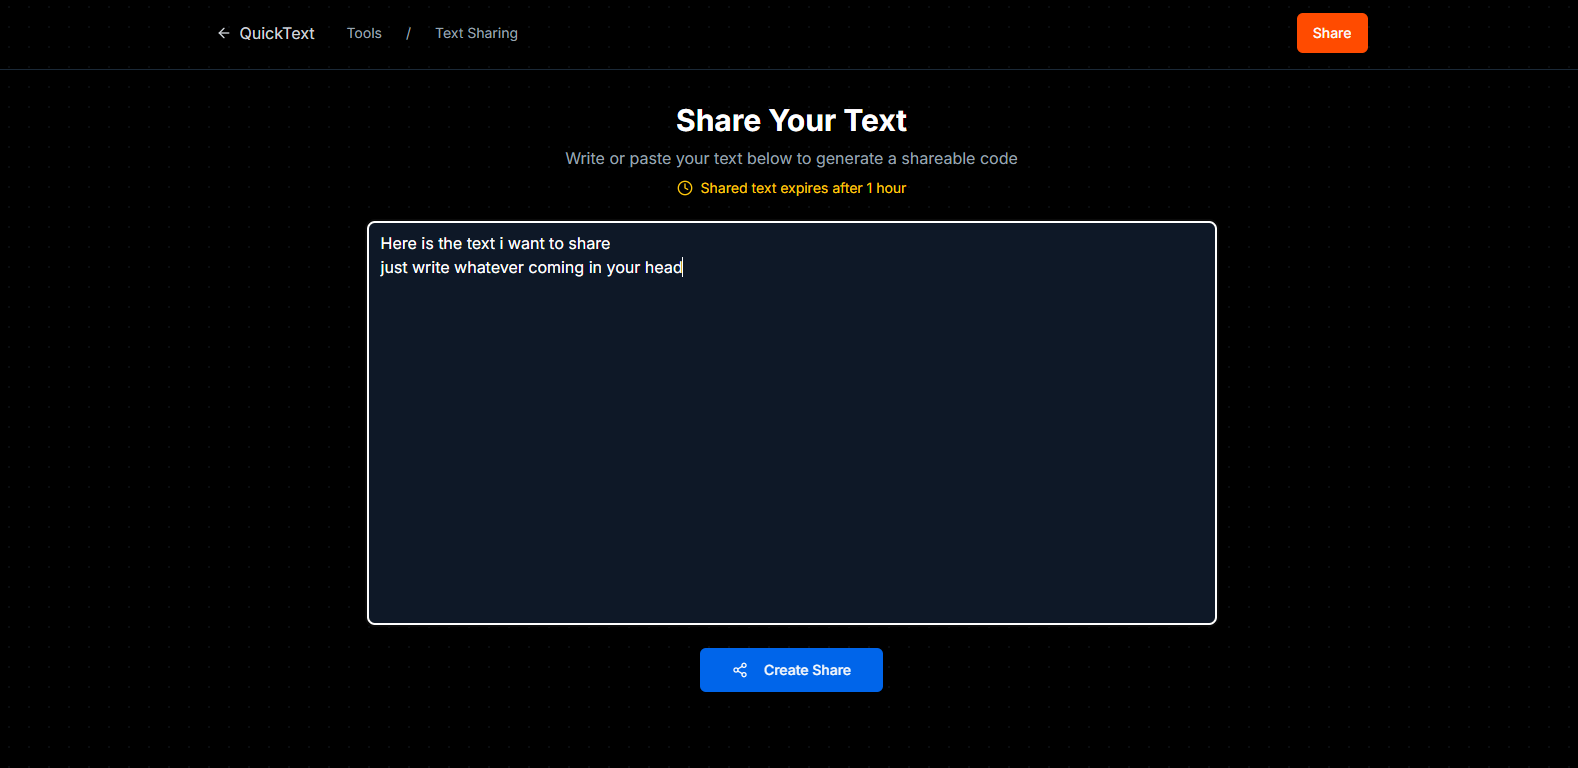 QuickText Tools / Text Sharing Share
Share Your Text
Write or paste your text below to generate a shareable code
Shared text expires after 1 hour
Here is the text i want to share
just write whatever coming in your head
Create Share